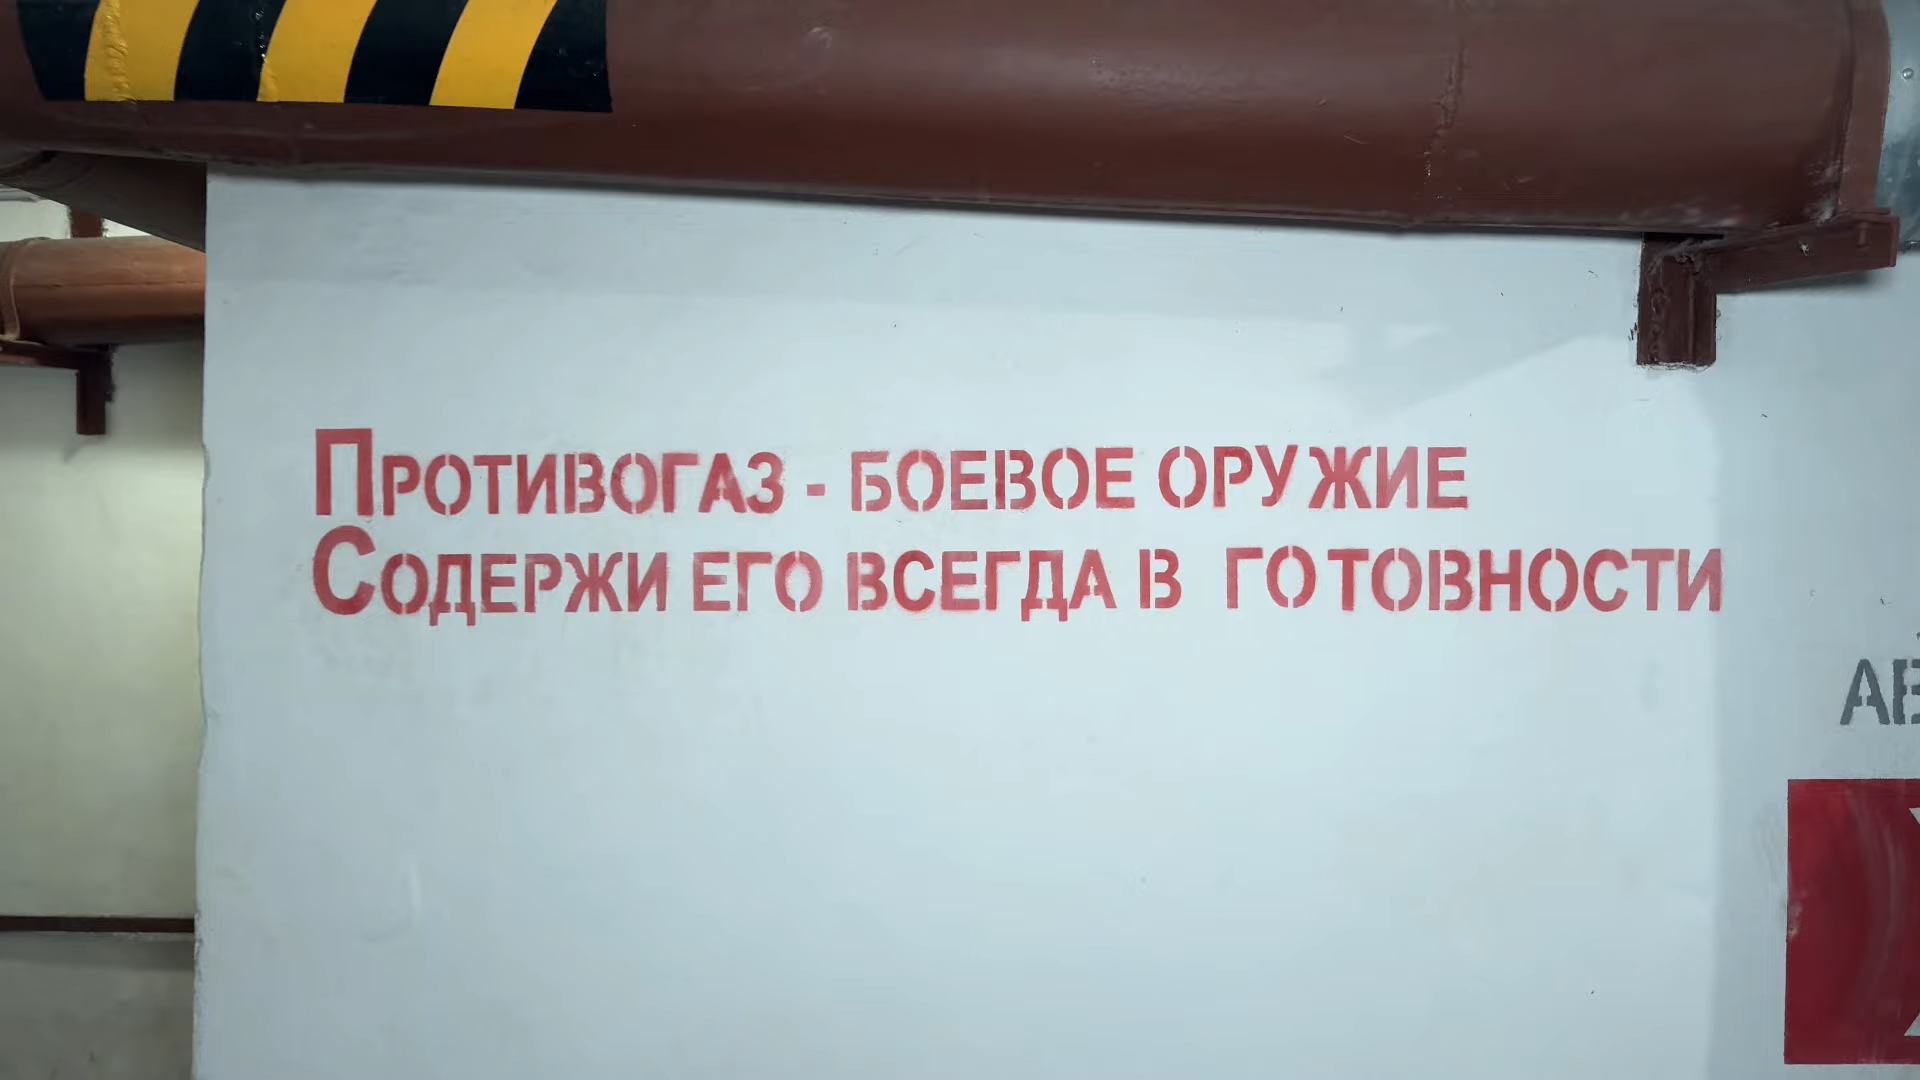 Противогаз - боевое оружие
Содержи его всегда в готовности